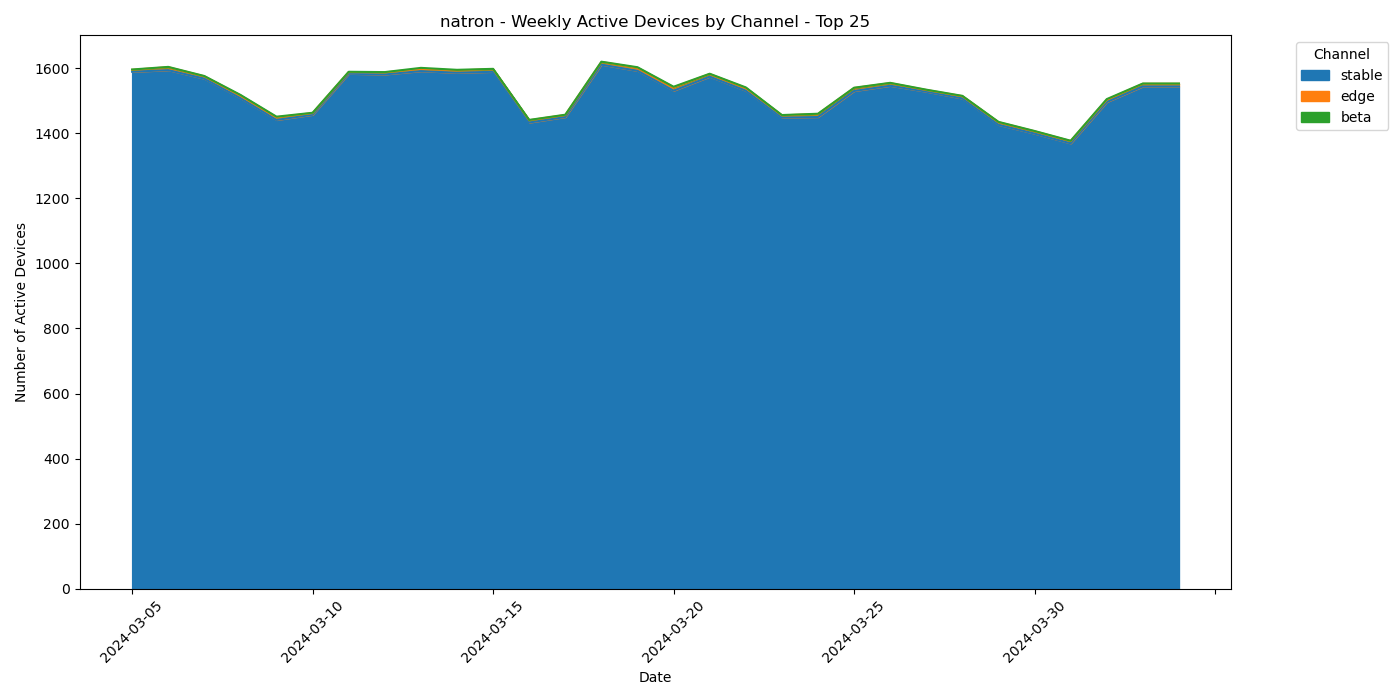 natron - Weekly Active Devices by Channel - Top 25
Channel
stable
edge
beta
Number of Active Devices
1600
1400
1200
1000
800
600
400
200
0
2024-03-05
2024-03-10
2024-03-15
2024-03-20
2024-03-25
2024-03-30
Date